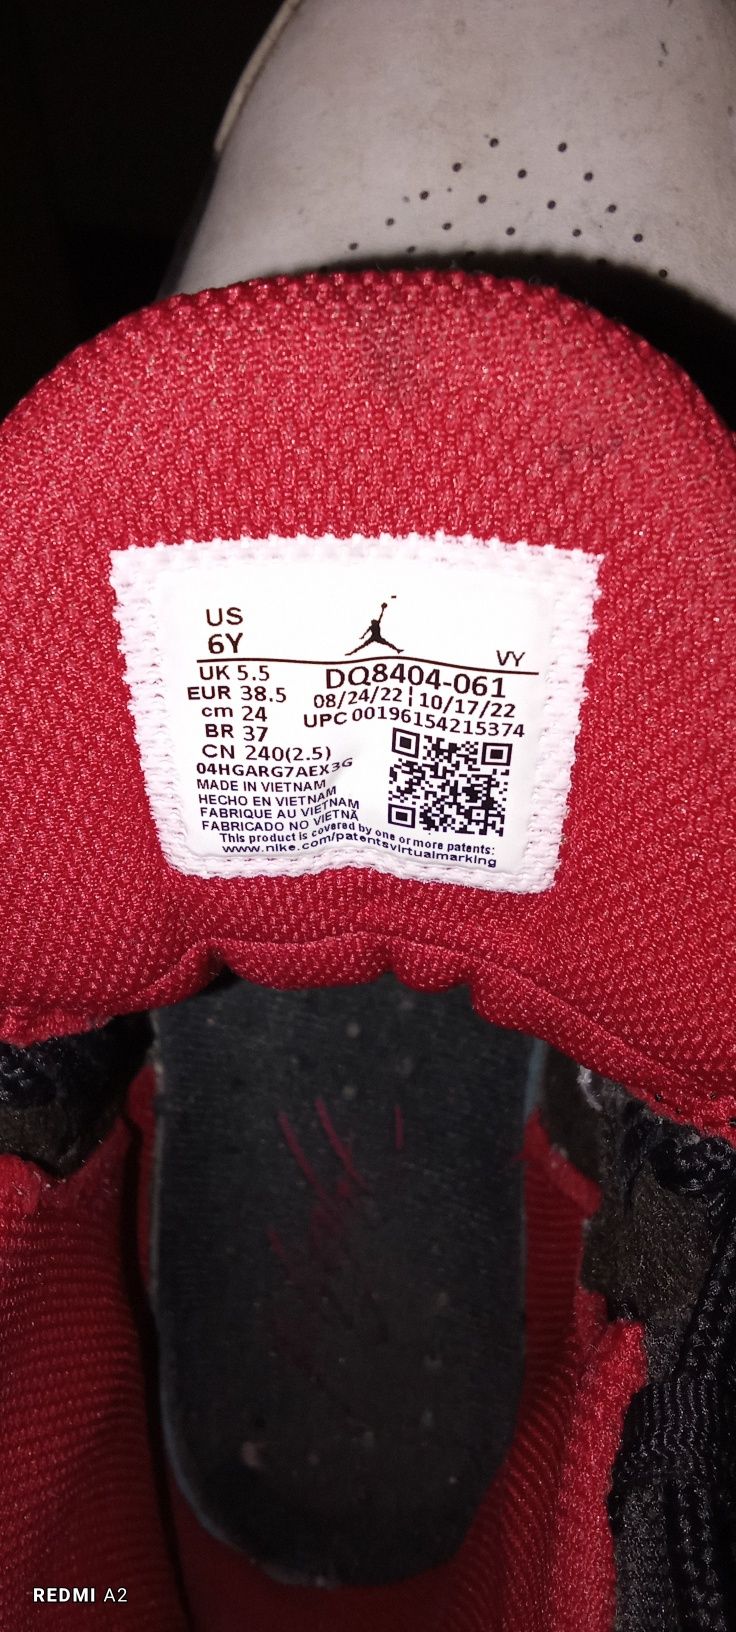 US
6Y
VY
UK 5.5
DQ8404-061
EUR 38.5
08/24/22 | 10/17/22
cm 24
UPC 00196154215374
BR 37
CN 240(2.5)
04HGARG7AEX3G
MADE IN VIETNAM
HECHO EN VIETNAM
FABRIQUE AU VIETNAM
FABRICADO NO VIETNÃ
This product is covered by one or more patents:
www.nike.com/patentsvirtualmarking
REDMI A2